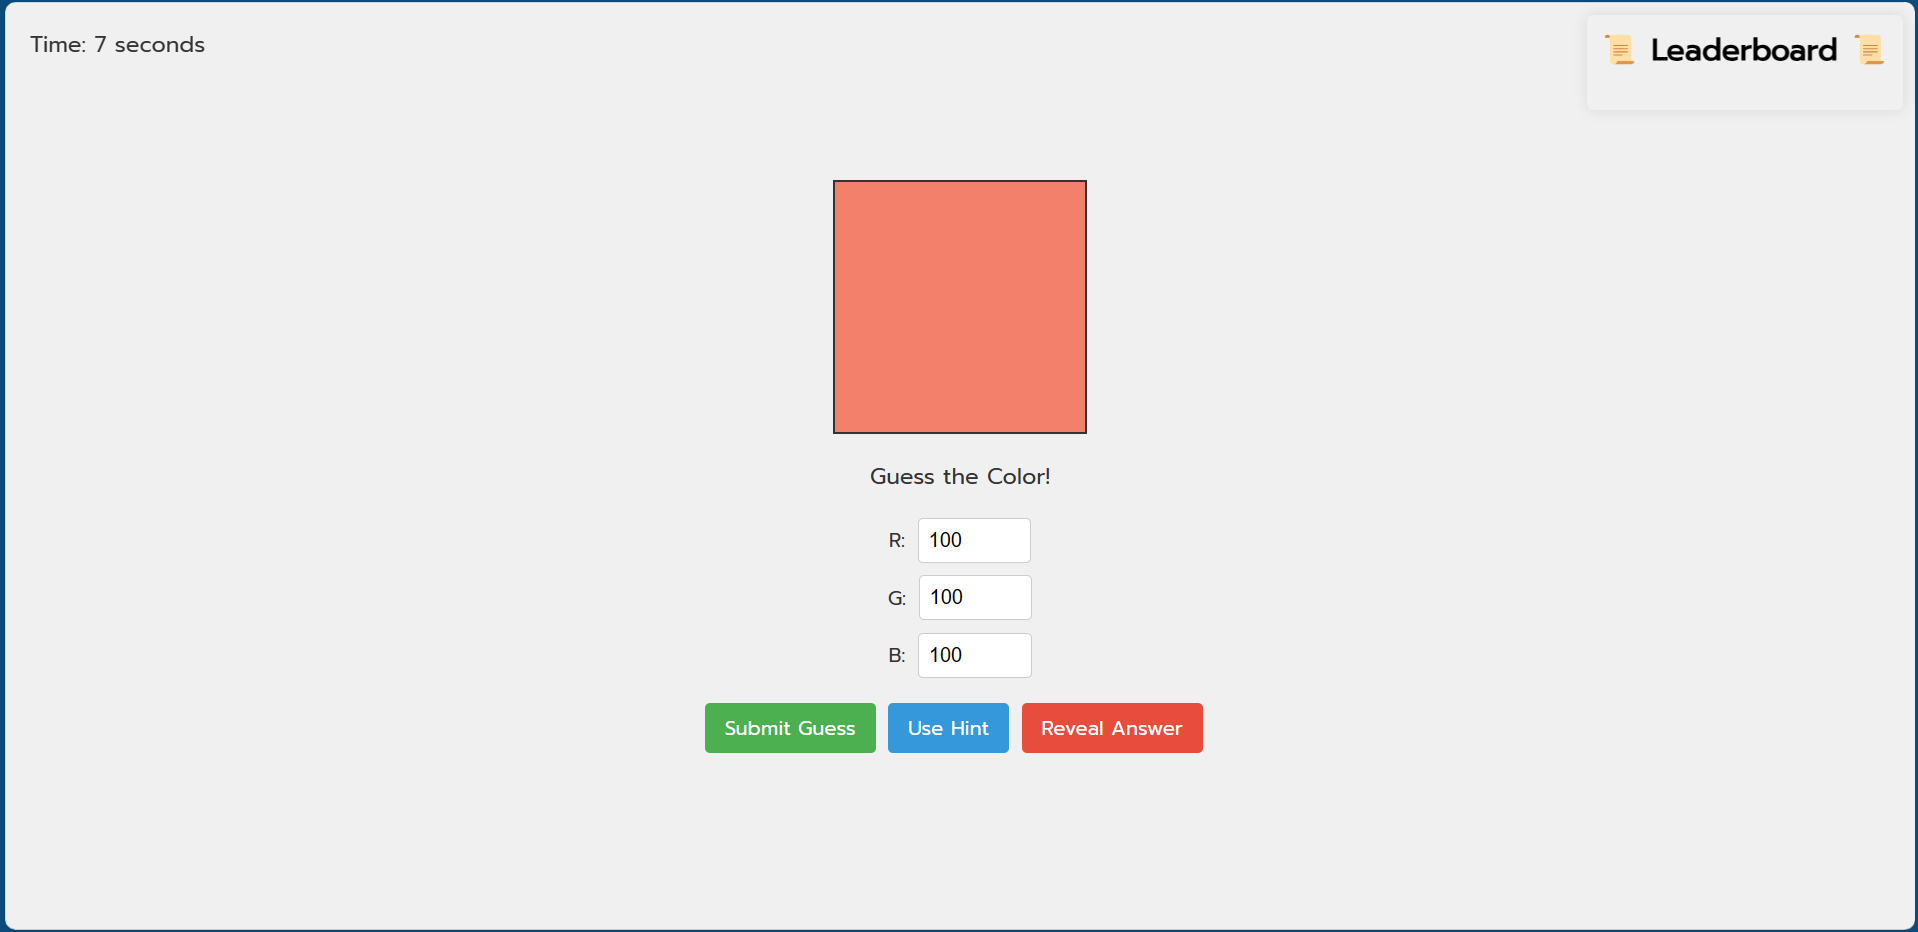 Time: 7 seconds
Leaderboard
Guess the Color!
R: 100
G: 100
B: 100
Submit Guess Use Hint Reveal Answer